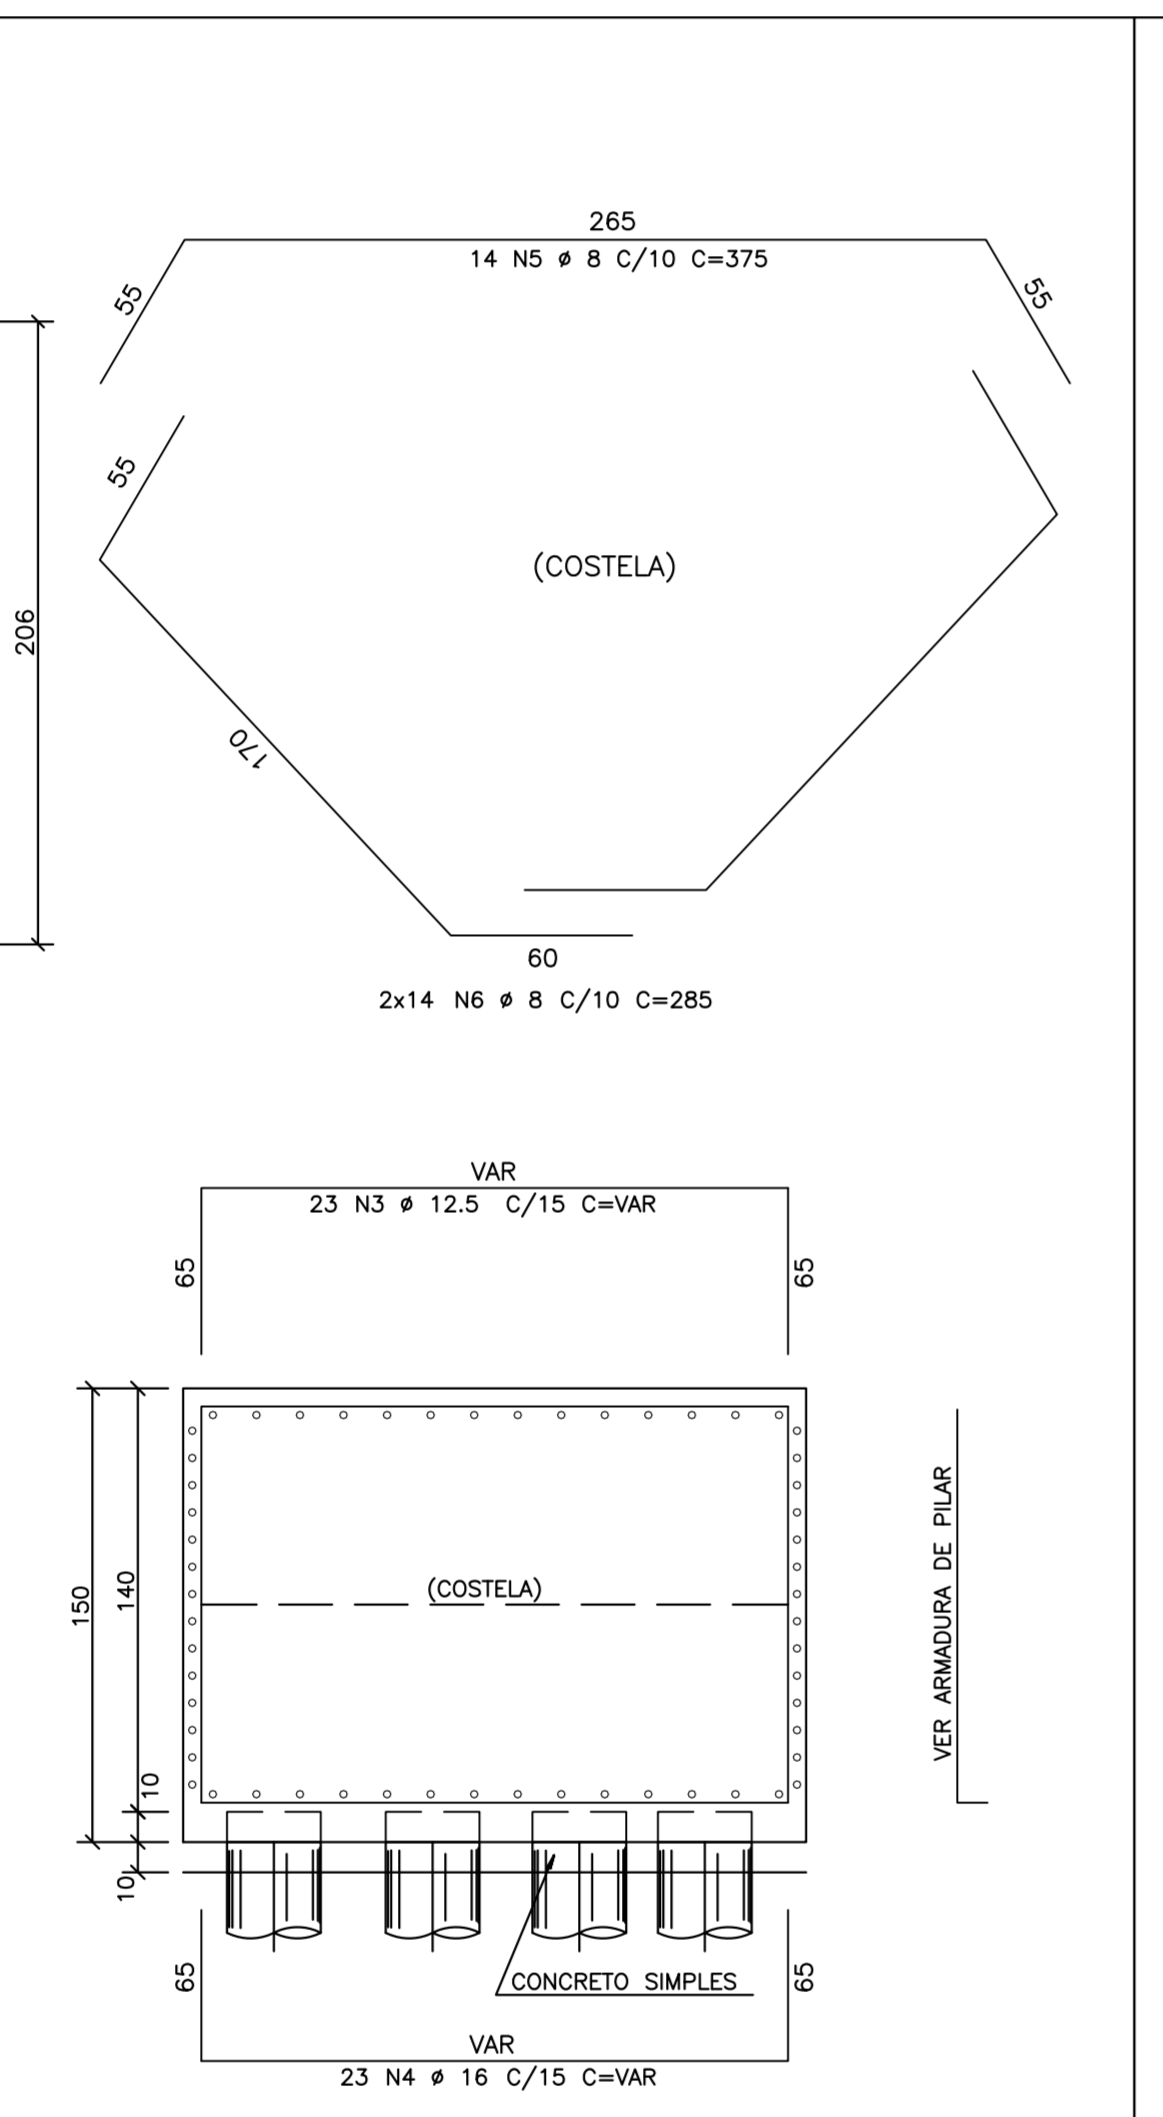 265
14 N5 ø 8 C/10 C=375
55
55
55
(COSTELA)
206
170
60
2x14 N6 ø 8 C/10 C=285
VAR
23 N3 ø 12.5 C/15 C=VAR
65
65
150
140
(COSTELA)
VER ARMADURA DE PILAR
10
10
65
65
CONCRETO SIMPLES
VAR
23 N4 ø 16 C/15 C=VAR